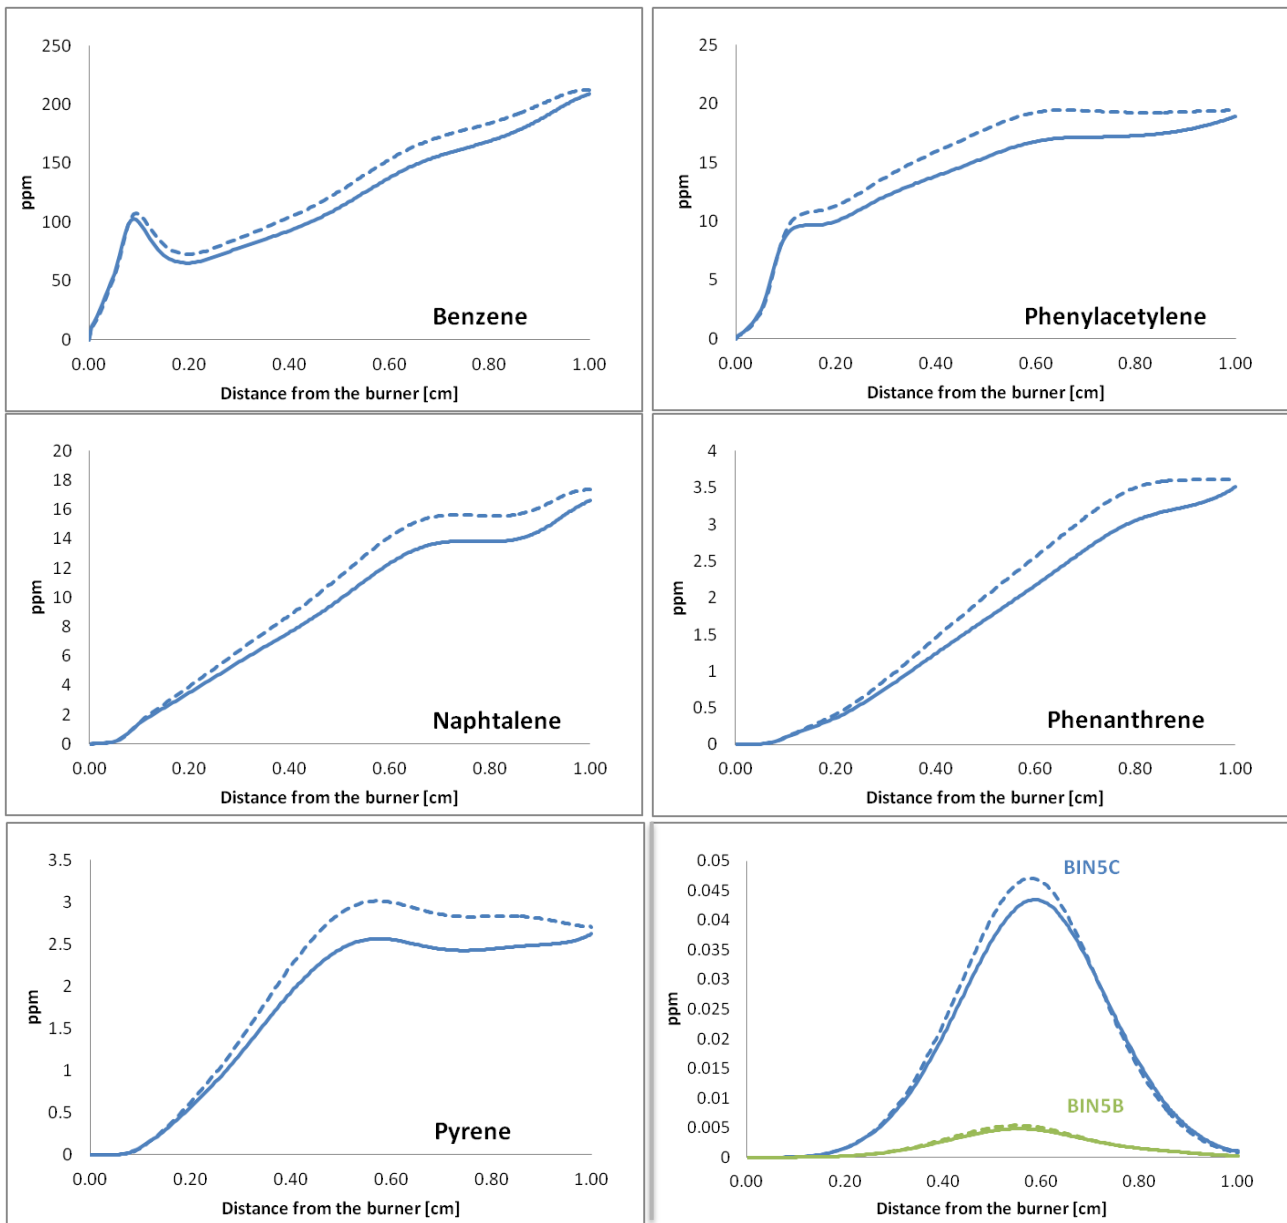 250
200
150
100
50
0
ppm
Benzene
0.00 0.20 0.40 0.60 0.80 1.00
Distance from the burner [cm]
25
20
15
10
5
0
ppm
Phenylacetylene
0.00 0.20 0.40 0.60 0.80 1.00
Distance from the burner [cm]
20
18
16
14
12
10
8
6
4
2
0
ppm
Naphtalene
0.00 0.20 0.40 0.60 0.80 1.00
Distance from the burner [cm]
4
3.5
3
2.5
2
1.5
1
0.5
0
ppm
Phenanthrene
0.00 0.20 0.40 0.60 0.80 1.00
Distance from the burner [cm]
3.5
3
2.5
2
1.5
1
0.5
0
ppm
Pyrene
0.00 0.20 0.40 0.60 0.80 1.00
Distance from the burner [cm]
0.05
0.045
0.04
0.035
0.03
0.025
0.02
0.015
0.01
0.005
0
ppm
BIN5C
BIN5B
0.00 0.20 0.40 0.60 0.80 1.00
Distance from the burner [cm]